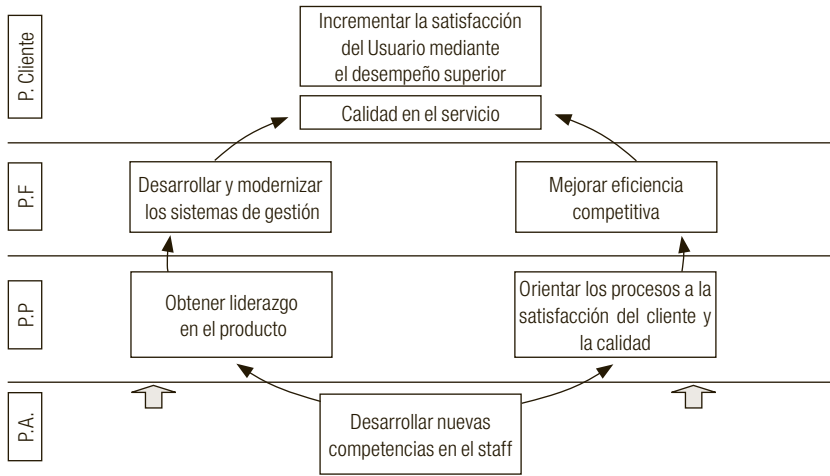 P. Cliente
Incrementar la satisfacción
del Usuario mediante
el desempeño superior
Calidad en el servicio
P.F
Desarrollar y modernizar
los sistemas de gestión
Mejorar eficiencia
competitiva
P.P
Obtener liderazgo
en el producto
Orientar los procesos a la
satisfacción del cliente y
la calidad
P.A.
Desarrollar nuevas
competencias en el staff